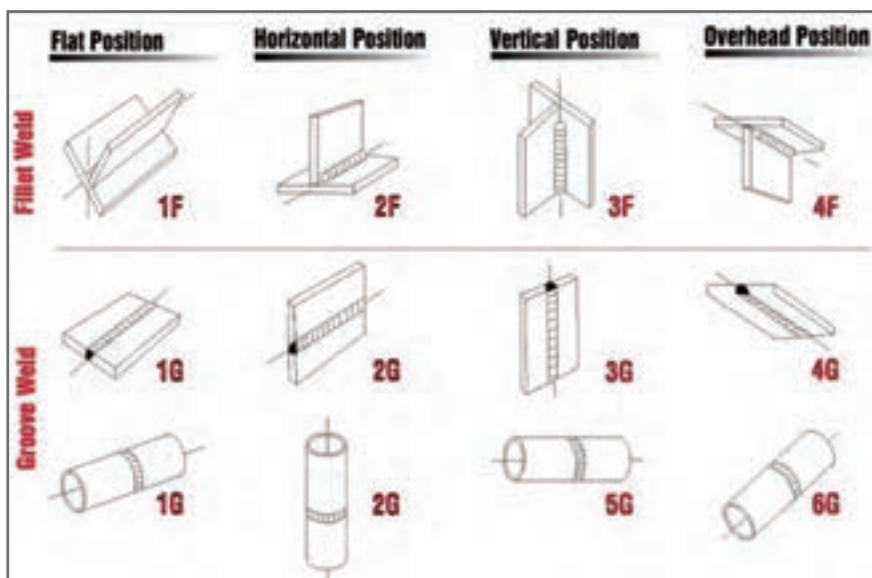 Flat Position Horizontal Position Vertical Position Overhead Position
Fillet Weld
1F 2F 3F 4F
Groove Weld
1G 2G 3G 4G
1G 2G 5G 6G